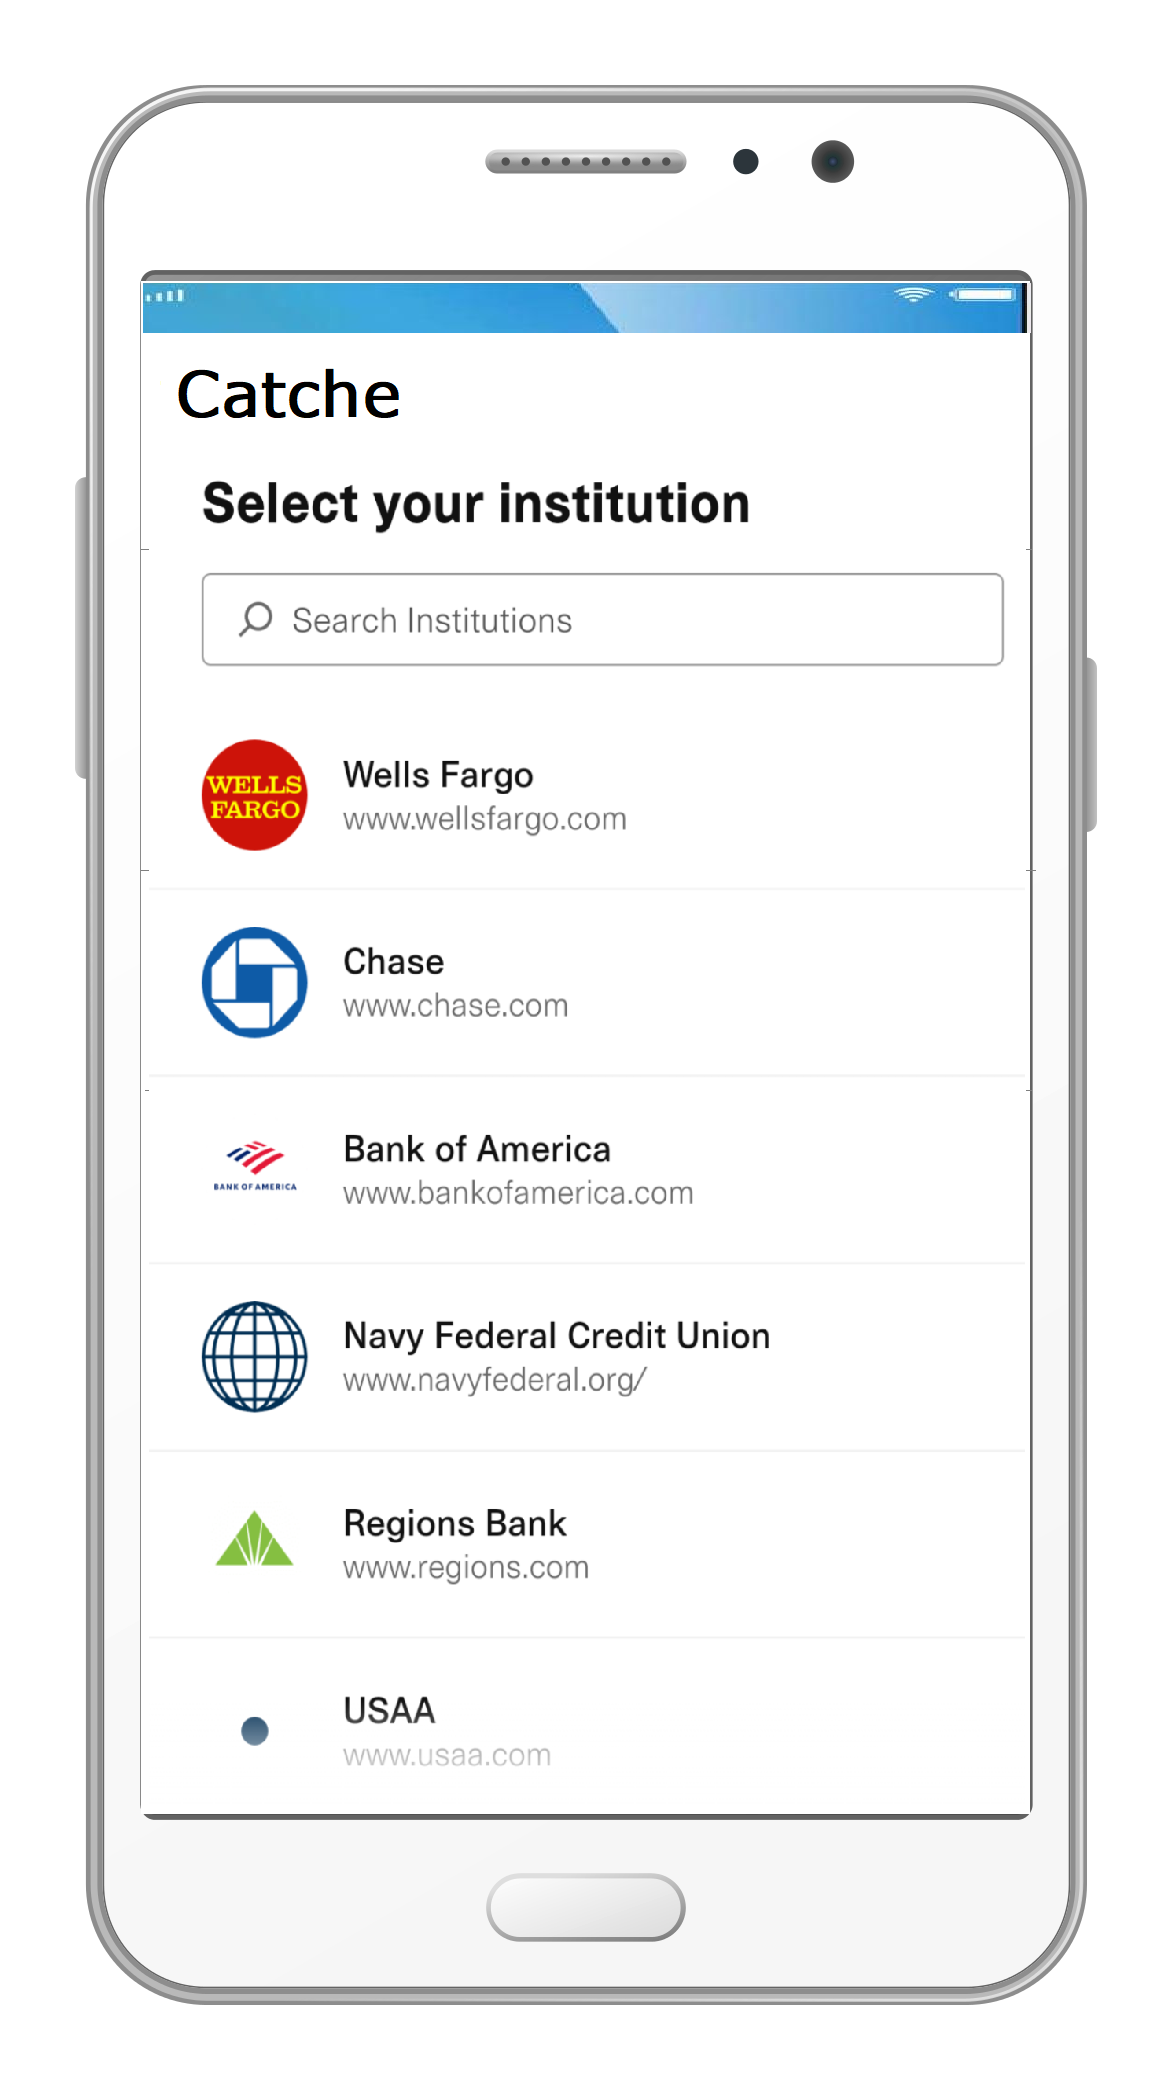 Catche
Select your institution
Search Institutions
WELLS
FARGO
Wells Fargo
www.wellsfargo.com
Chase
www.chase.com
BANK OF AMERICA
Bank of America
www.bankofamerica.com
Navy Federal Credit Union
www.navyfederal.org/
Regions Bank
www.regions.com
USAA
www.usaa.com